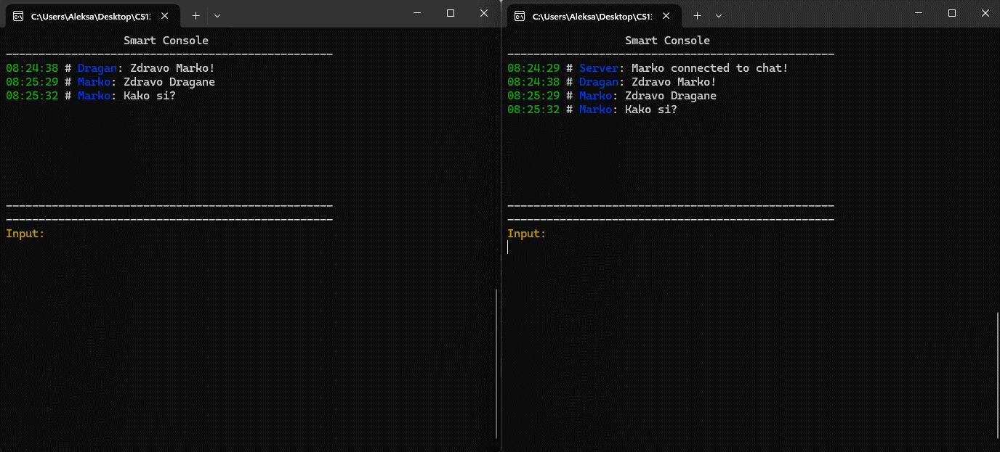 C:\Users\Aleksa\Desktop\CS1
Smart Console
--------------------------------------------------
08:24:38 # Dragan: Zdravo Marko!
08:25:29 # Marko: Zdravo Dragane
08:25:32 # Marko: Kako si?
--------------------------------------------------
--------------------------------------------------
Input:
C:\Users\Aleksa\Desktop\CS1
Smart Console
--------------------------------------------------
08:24:29 # Server: Marko connected to chat!
08:24:38 # Dragan: Zdravo Marko!
08:25:29 # Marko: Zdravo Dragane
08:25:32 # Marko: Kako si?
--------------------------------------------------
--------------------------------------------------
Input: